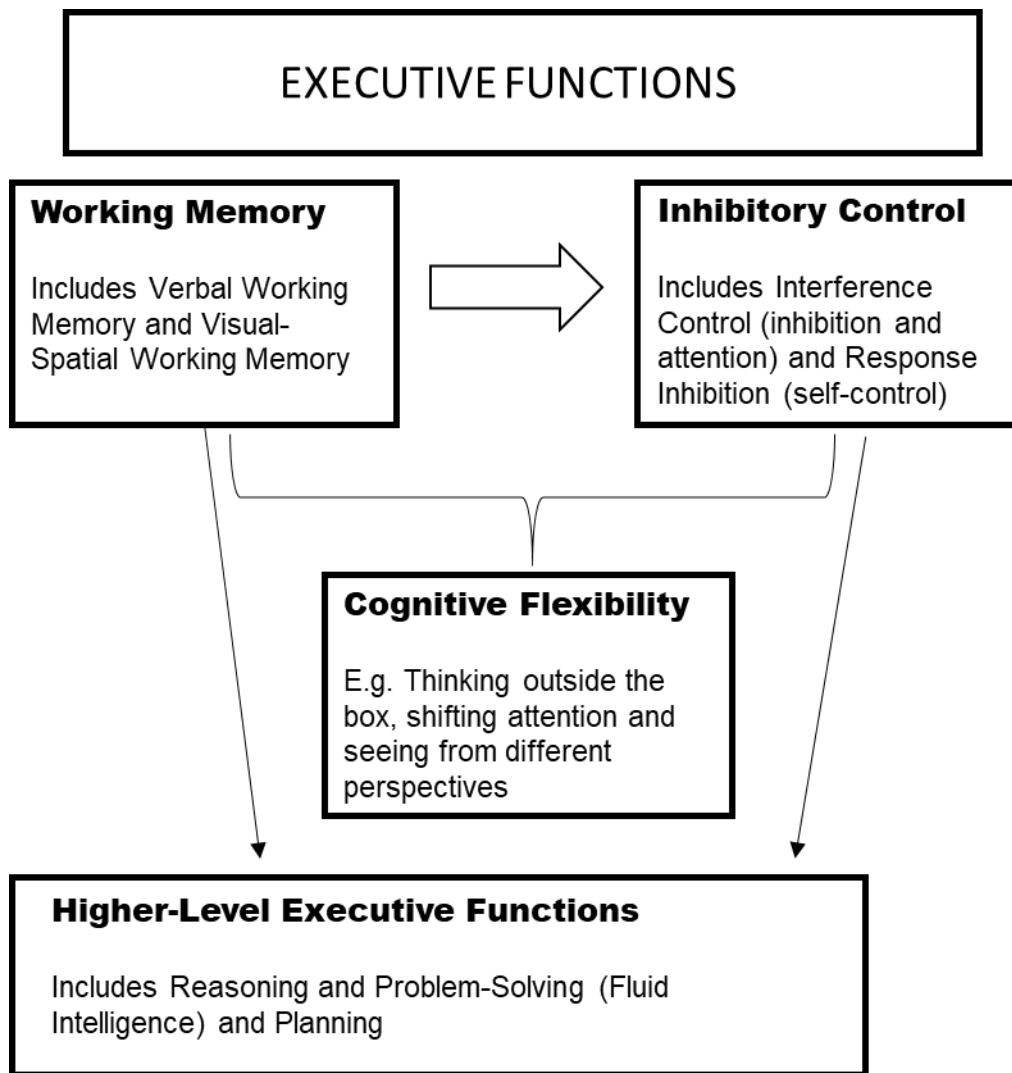 EXECUTIVE FUNCTIONS
Working Memory
Includes Verbal Working
Memory and Visual-
Spatial Working Memory
Inhibitory Control
Includes Interference
Control (inhibition and
attention) and Response
Inhibition (self-control)
Cognitive Flexibility
E.g. Thinking outside the
box, shifting attention and
seeing from different
perspectives
Higher-Level Executive Functions
Includes Reasoning and Problem-Solving (Fluid
Intelligence) and Planning